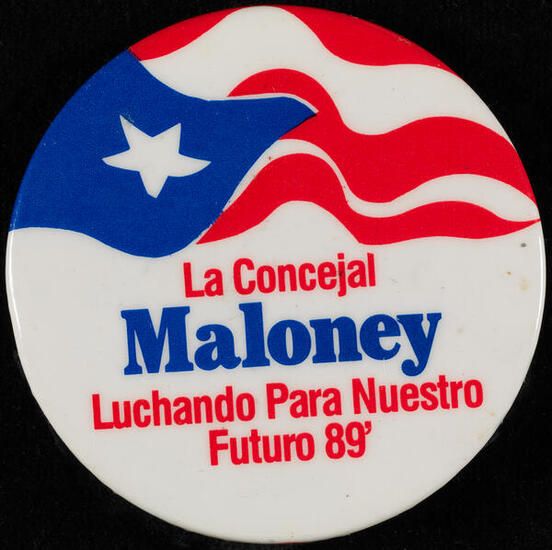 La Concejal
Maloney
Luchando Para Nuestro
Futuro 89'